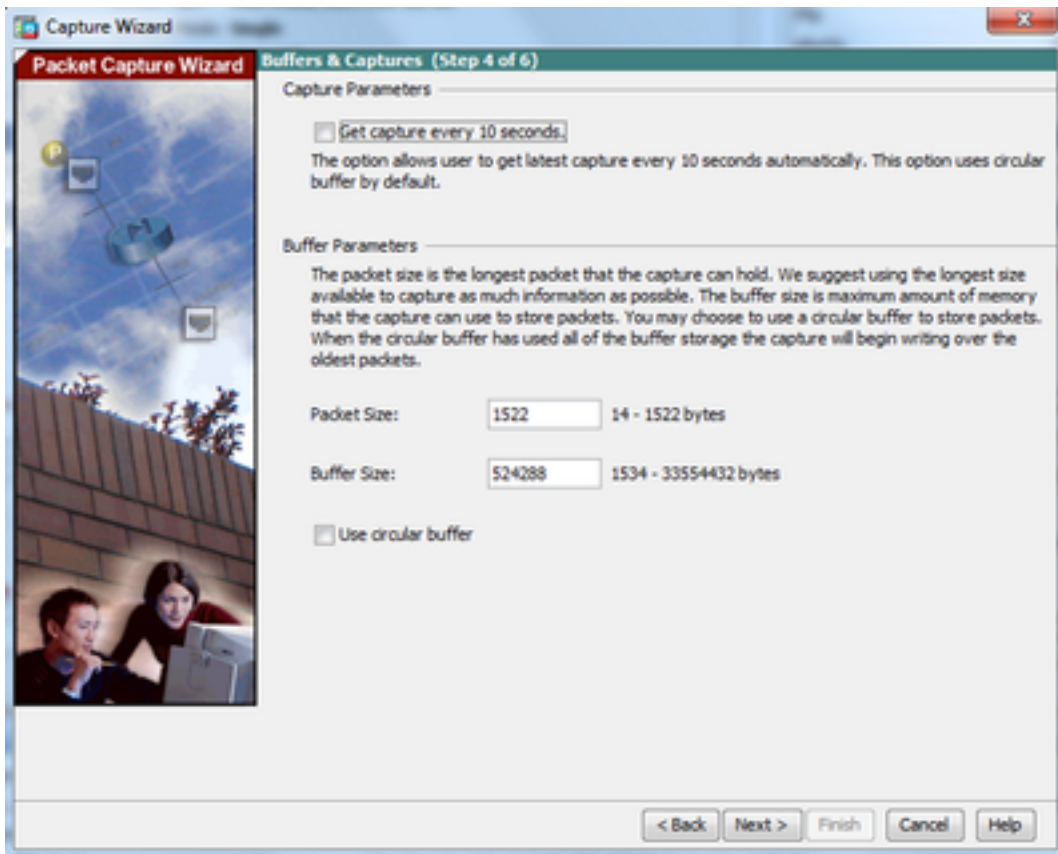 Capture Wizard
Packet Capture Wizard
Buffers & Captures (Step 4 of 6)
Capture Parameters
Get capture every 10 seconds.
The option allows user to get latest capture every 10 seconds automatically. This option uses circular
buffer by default.
Buffer Parameters
The packet size is the longest packet that the capture can hold. We suggest using the longest size
available to capture as much information as possible. The buffer size is maximum amount of memory
that the capture can use to store packets. You may choose to use a circular buffer to store packets.
When the circular buffer has used all of the buffer storage the capture will begin writing over the
oldest packets.
Packet Size: 1522 14 - 1522 bytes
Buffer Size: 524288 1534 - 33554432 bytes
Use circular buffer
< Back Next > Finish Cancel Help